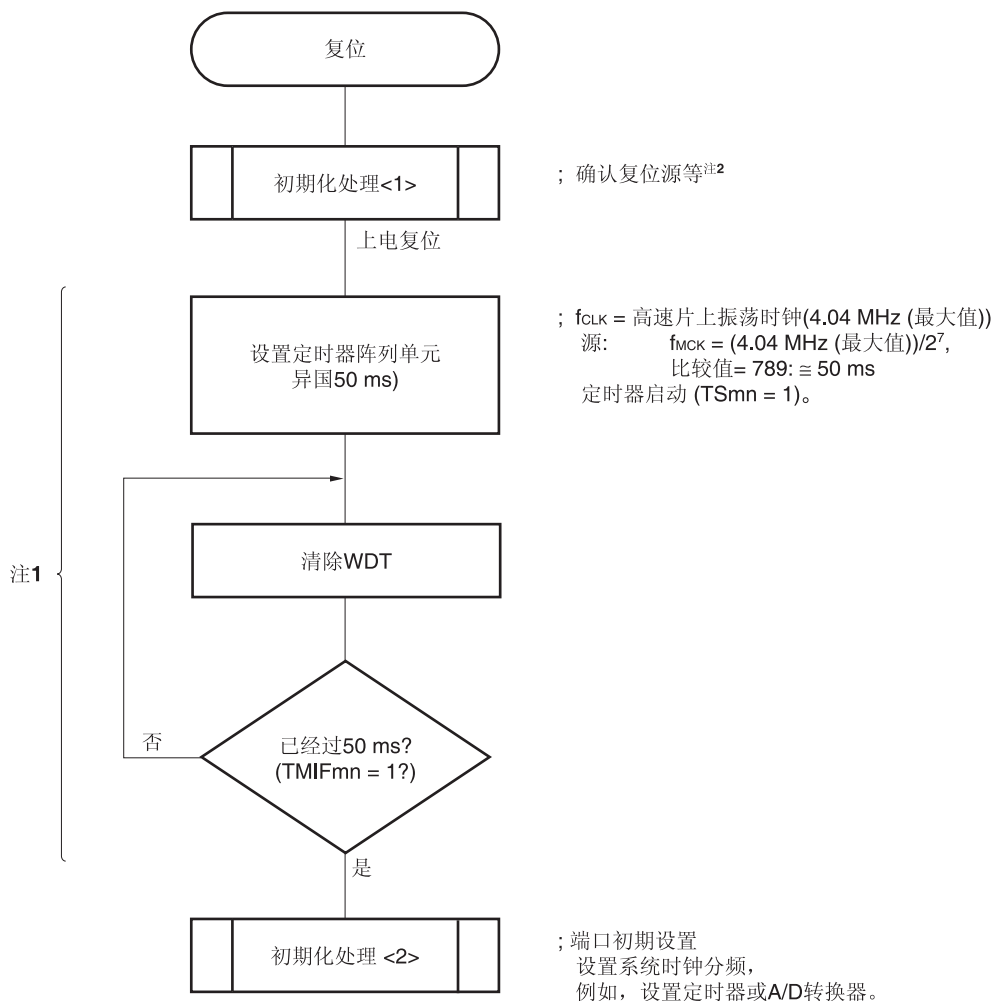 复位
初期化处理<1>
; 确认复位源等注2
上电复位
设置定时器阵列单元
异国50 ms)
; fCLK = 高速片上振荡时钟(4.04 MHz (最大值))
源: fMCK = (4.04 MHz (最大值))/2⁷,
比较值= 789: ≅ 50 ms
定时器启动 (TSmn = 1)。
清除WDT
注1
否
已经过50 ms?
(TMIFmn = 1?)
是
初期化处理 <2>
; 端口初期设置
设置系统时钟分频，
例如，设置定时器或A/D转换器。